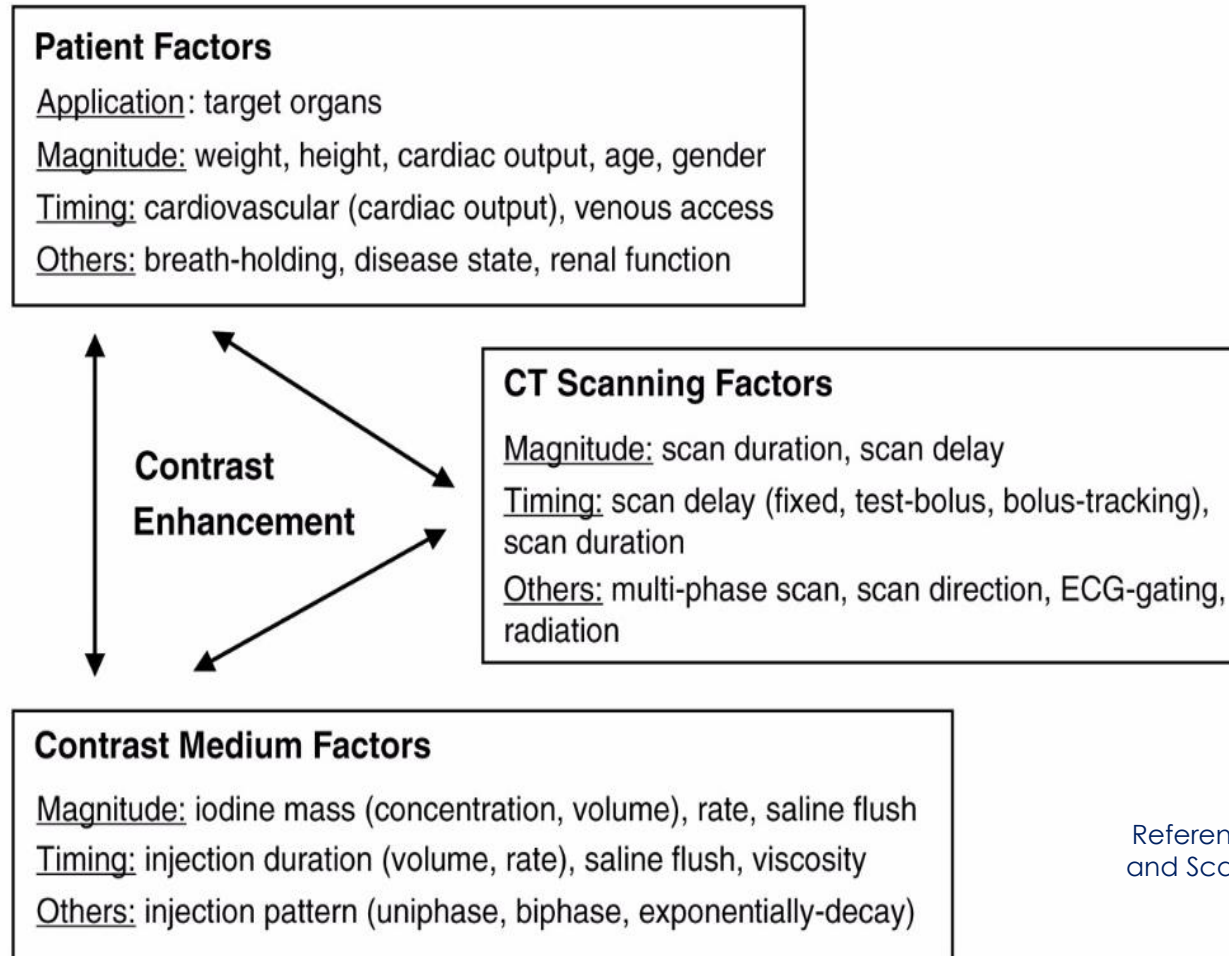 Patient Factors
Application: target organs
Magnitude: weight, height, cardiac output, age, gender
Timing: cardiovascular (cardiac output), venous access
Others: breath-holding, disease state, renal function
Contrast
Enhancement
CT Scanning Factors
Magnitude: scan duration, scan delay
Timing: scan delay (fixed, test-bolus, bolus-tracking),
scan duration
Others: multi-phase scan, scan direction, ECG-gating,
radiation
Contrast Medium Factors
Magnitude: iodine mass (concentration, volume), rate, saline flush
Timing: injection duration (volume, rate), saline flush, viscosity
Others: injection pattern (uniphase, biphase, exponentially-decay)
and